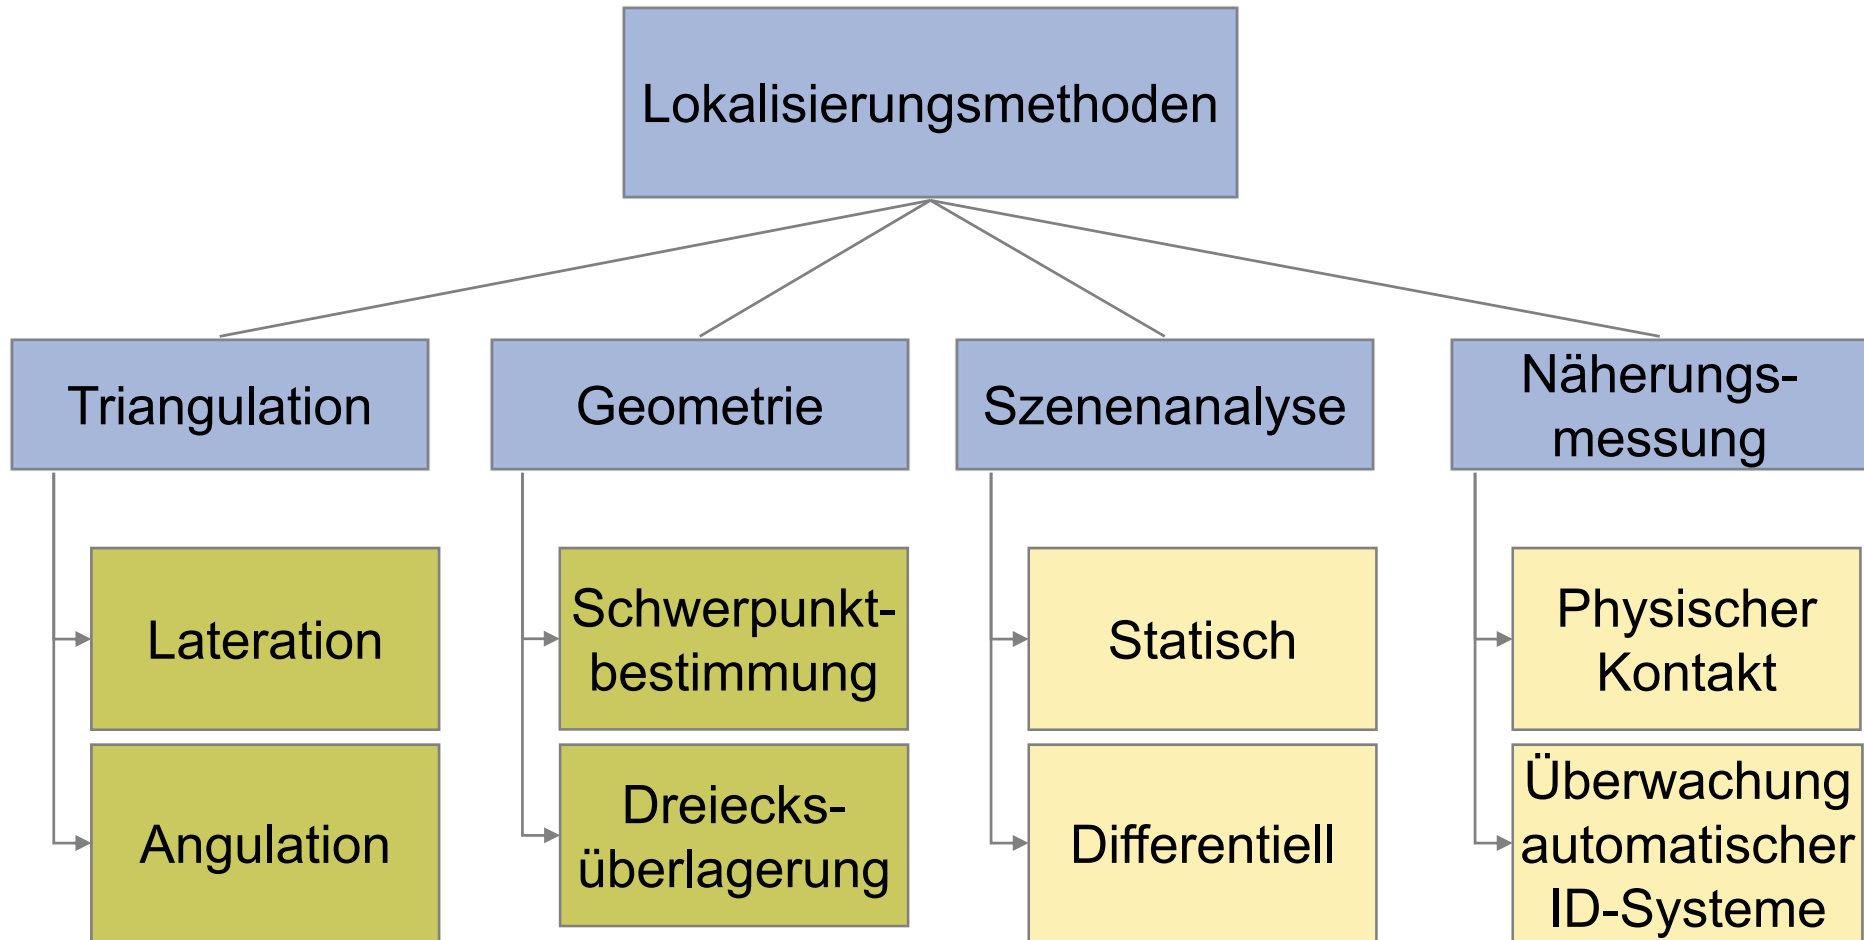 Lokalisierungsmethoden
Triangulation
Geometrie
Szenenanalyse
Näherungs-
messung
Lateration
Angulation
Schwerpunkt-
bestimmung
Dreiecks-
überlagerung
Statisch
Differentiell
Physischer
Kontakt
Überwachung
automatischer
ID-Systeme